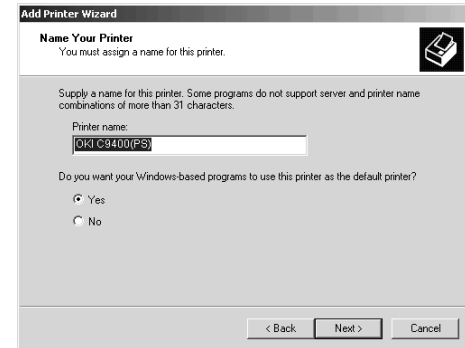 Add Printer Wizard
Name Your Printer
You must assign a name for this printer.
Supply a name for this printer. Some programs do not support server and printer name
combinations of more than 31 characters.
Printer name:
OKI C9400(PS)
Do you want your Windows-based programs to use this printer as the default printer?
Yes
No
< Back
Next >
Cancel